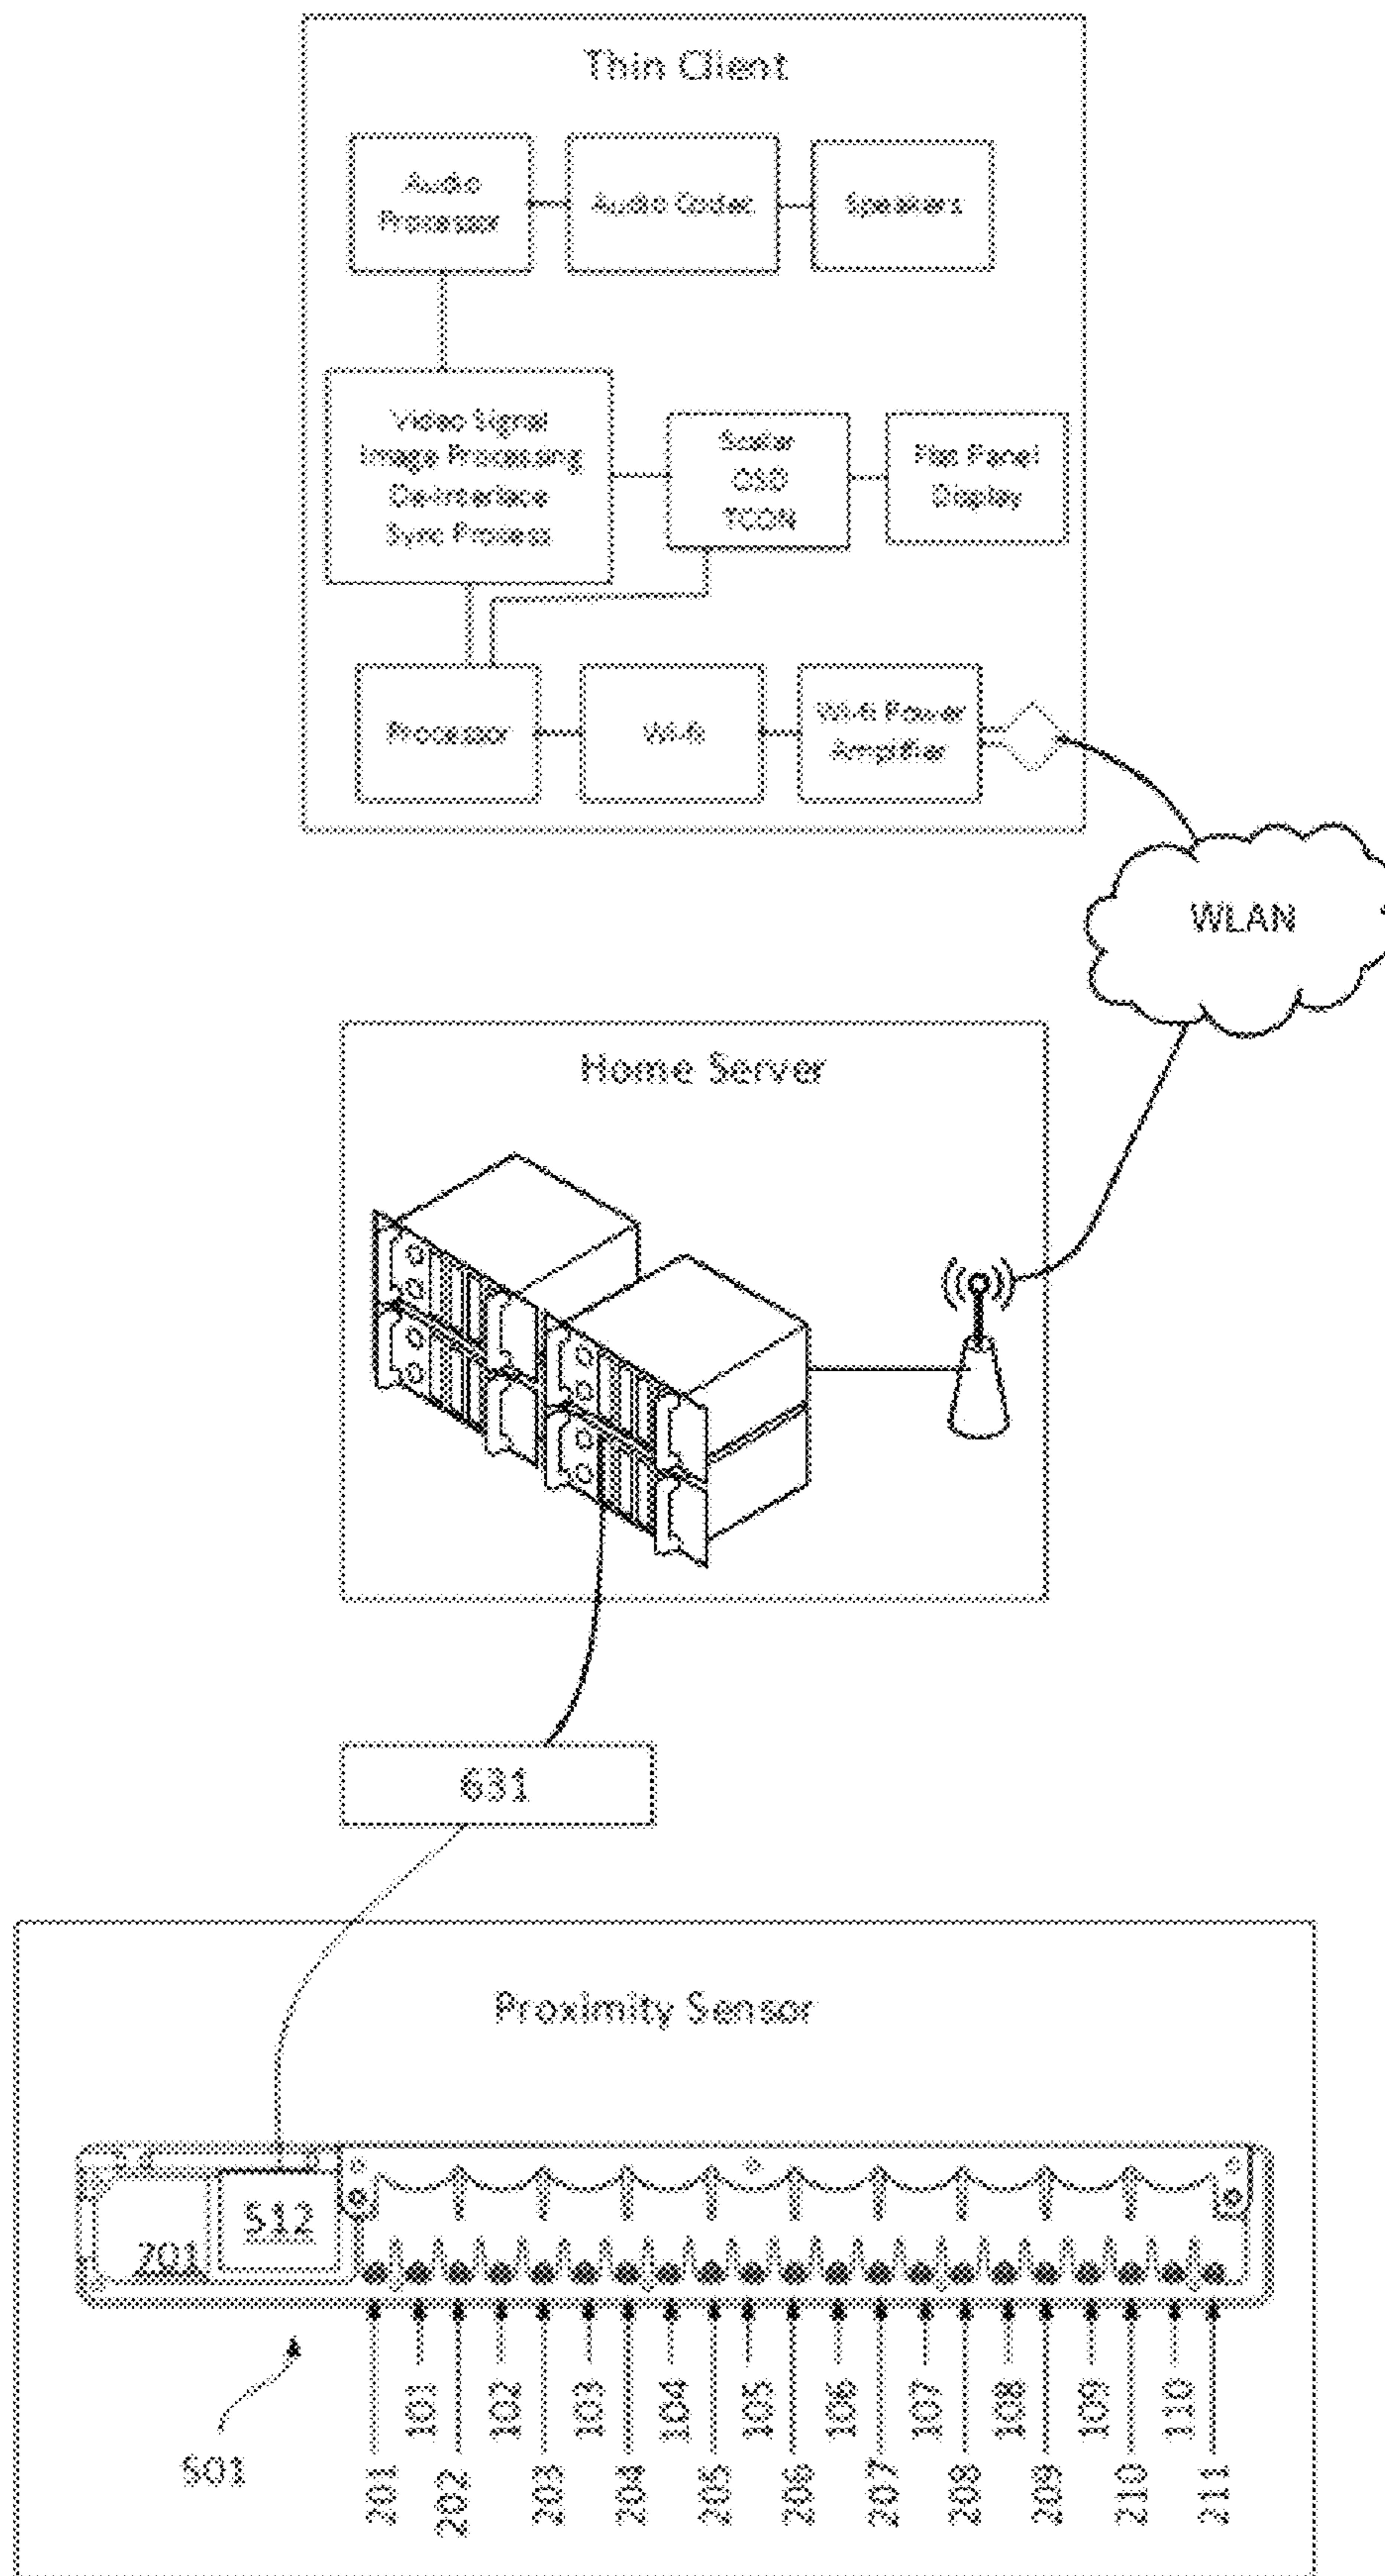 Thin Client
Audio
Processor
Audio Codec
Speakers
Video Signal
Image Processing
De-Interlace
Sync Process
Scalar
OSD
TCON
Flat Panel
Display
Processor
Wi-fi
Wi-fi Power
Amplifier
WLAN
Home Server
631
Proximity Sensor
701
512
501
101
102
103
104
105
106
107
108
109
110
201
202
203
204
205
206
207
208
209
210
211